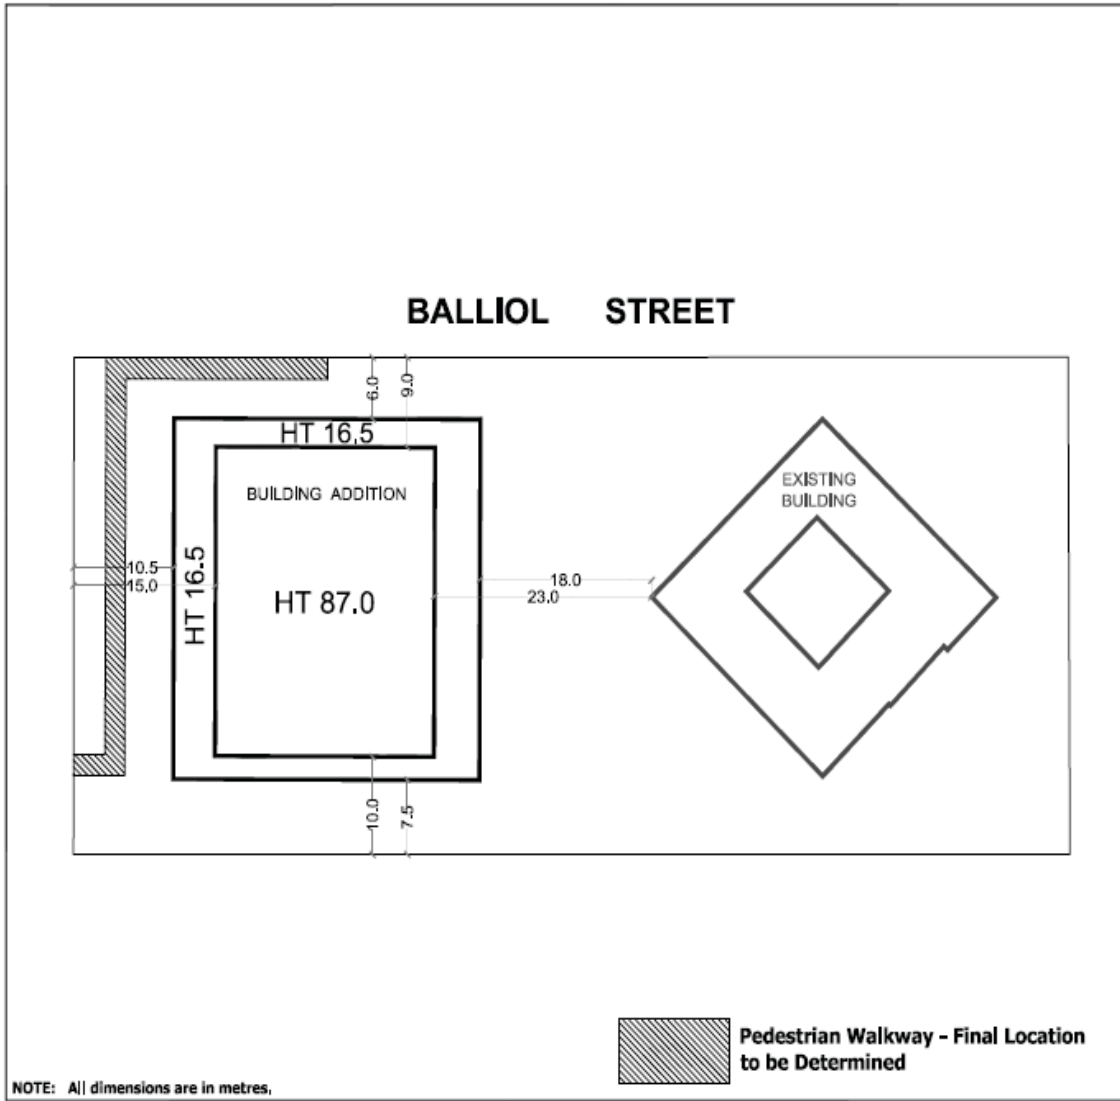 BALLIOL STREET
6.0
9.0
HT 16.5
BUILDING ADDITION
EXISTING
BUILDING
10.5
15.0
HT 16.5
HT 87.0
18.0
23.0
10.0
7.5
Pedestrian Walkway - Final Location
to be Determined
NOTE: All dimensions are in metres.